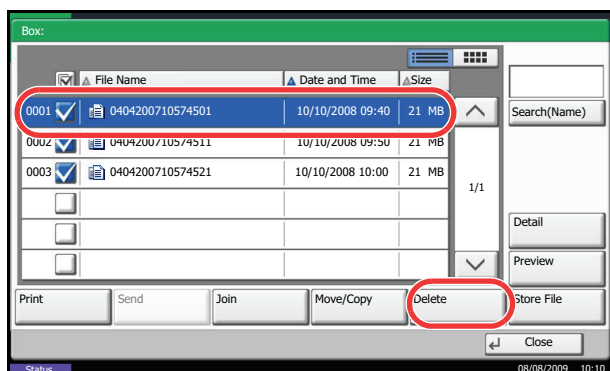 Box:
File Name Date and Time Size
0001 0404200710574501 10/10/2008 09:40 21 MB
0002 0404200710574511 10/10/2008 09:50 21 MB
0003 0404200710574521 10/10/2008 10:00 21 MB
Search(Name)
1/1
Detail
Preview
Print Send Join Move/Copy Delete Store File
Close
Status 08/08/2009 10:10